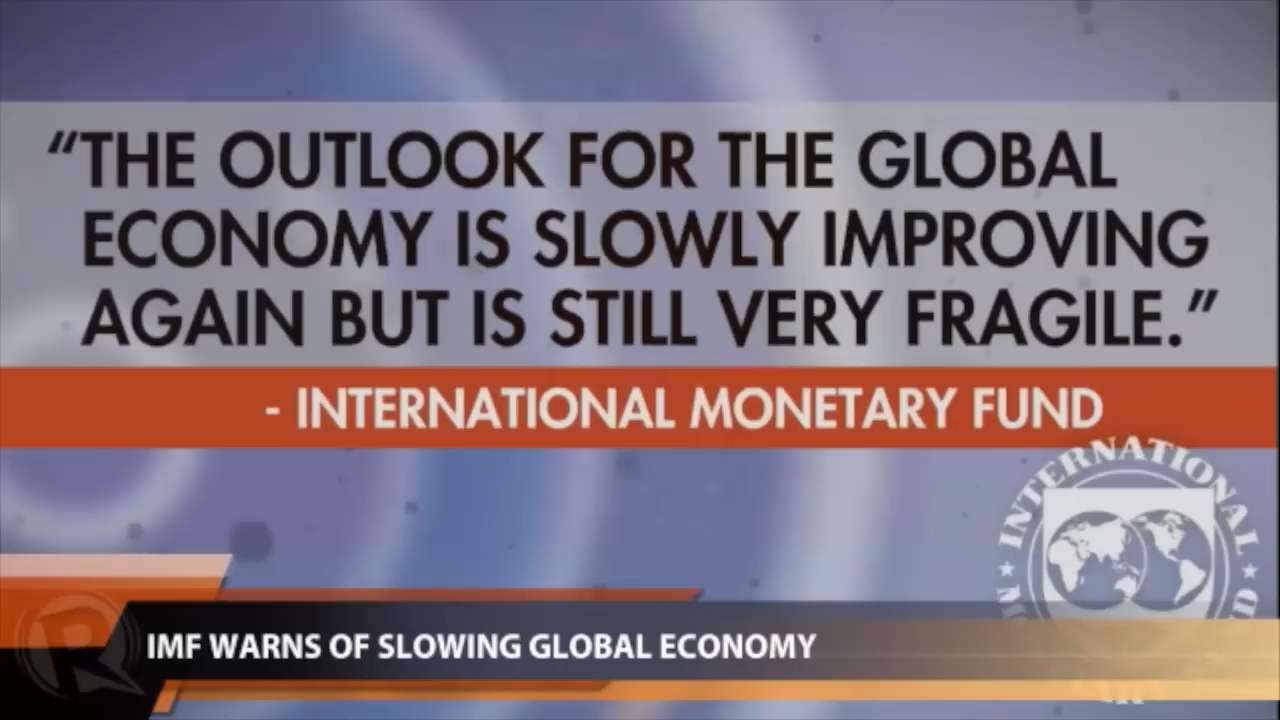 “THE OUTLOOK FOR THE GLOBAL
ECONOMY IS SLOWLY IMPROVING
AGAIN BUT IS STILL VERY FRAGILE.”
- INTERNATIONAL MONETARY FUND
INTERNATIONAL
IMF WARNS OF SLOWING GLOBAL ECONOMY
R